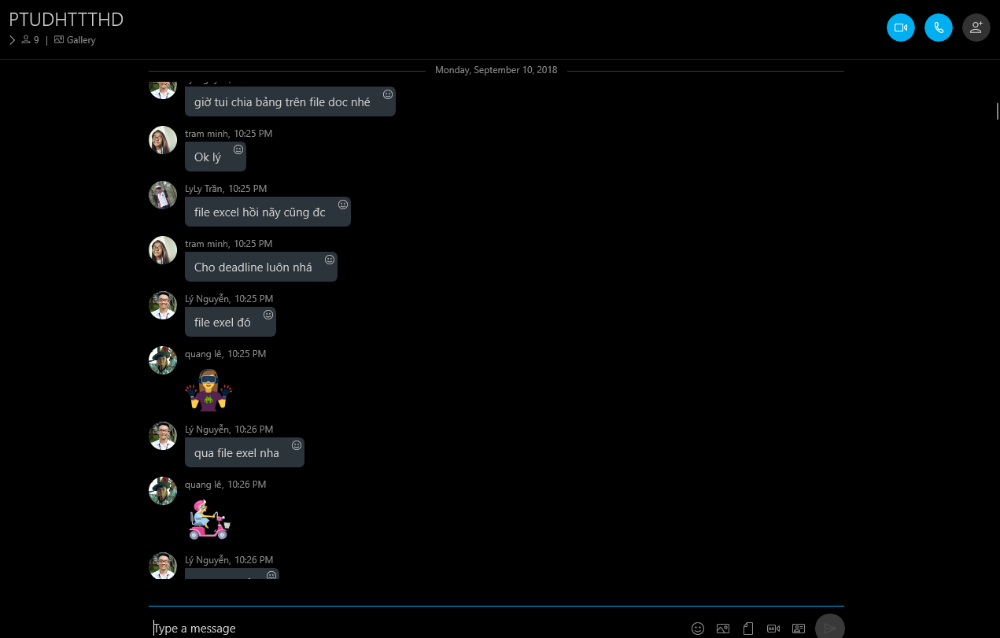 PTUDHTTTHD
9 | Gallery
Monday, September 10, 2018
giờ tui chia bảng trên file doc nhé
tram minh, 10:25 PM
Ok lý
LyLy Trần, 10:25 PM
file excel hồi nãy cũng đc
tram minh, 10:25 PM
Cho deadline luôn nhá
Lý Nguyễn, 10:25 PM
file exel đó
quang lê, 10:25 PM
Lý Nguyễn, 10:26 PM
qua file exel nha
quang lê, 10:26 PM
Lý Nguyễn, 10:26 PM
Type a message